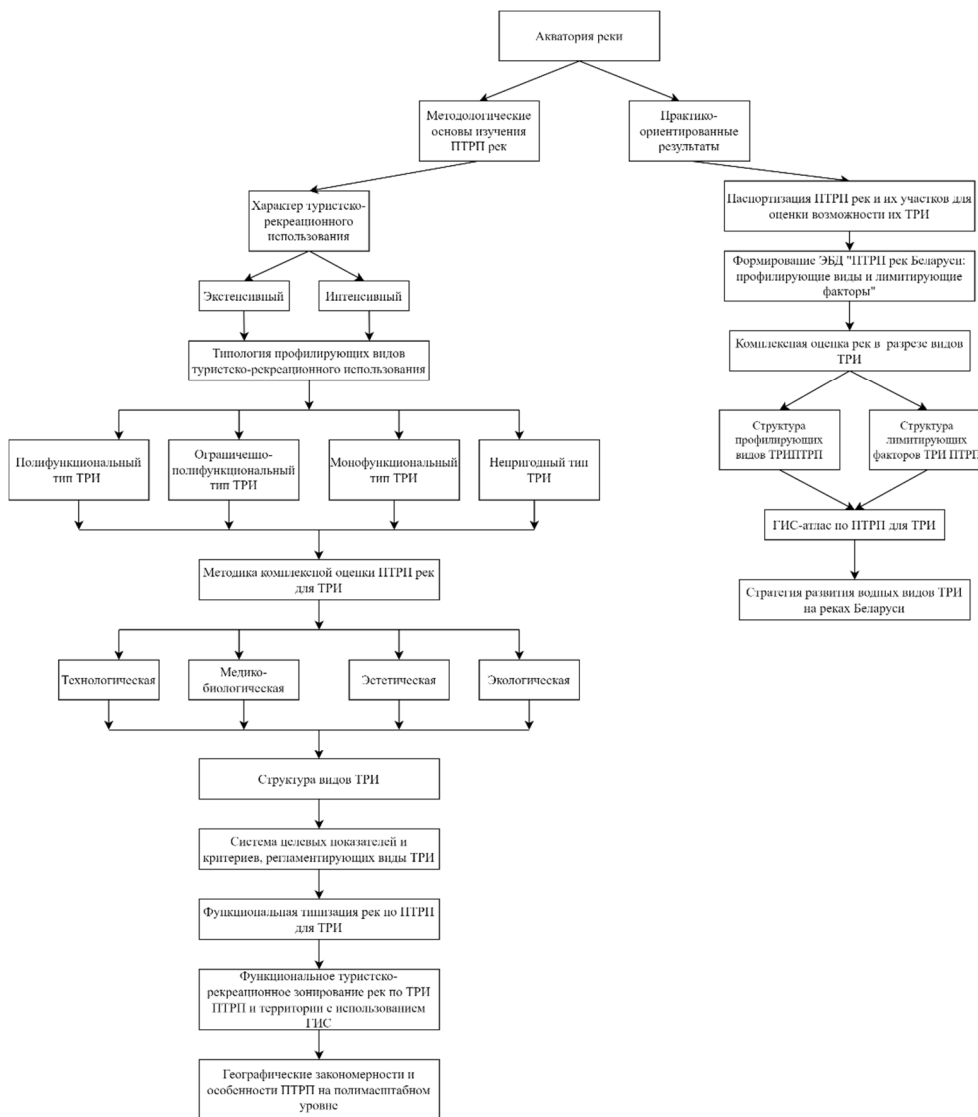 Акватория реки
Методологические
основы изучения
ПТРП рек
Практико-
ориентированные
результаты
Характер туристско-
рекреационного
использования
Экстенсивный
Интенсивный
Типология профилирующих видов
туристско-рекреационного использования
Полифункциональный
тип ТРИ
Ограниченно-
полифункциональный
тип ТРИ
Монофункциональный
тип ТРИ
Непригодный тип
ТРИ
Методика комплексной оценки ПТРП рек
для ТРИ
Технологическая
Медико-
биологическая
Эстетическая
Экологическая
Структура видов ТРИ
Система целевых показателей и
критериев, регламентирующих виды ТРИ
Функциональная типизация рек по ПТРП
для ТРИ
Функциональное туристско-
рекреационное зонирование рек по ТРИ
ПТРП и территории с использованием
ГИС
Географические закономерности и
особенности ПТРП на полимасштабном
уровне
Паспортизация ПТРП рек и их участков для
оценки возможности их ТРИ
Формирование ЭБД "ПТРП рек Беларуси:
профилирующие виды и лимитирующие
факторы"
Комплексная оценка рек в разрезе видов
ТРИ
Структура
профилирующих
видов ТРИПТРП
Структура
лимитирующих
факторов ТРИ ПТРП
ГИС-атлас по ПТРП для ТРИ
Стратегия развития водных видов ТРИ
на реках Беларуси